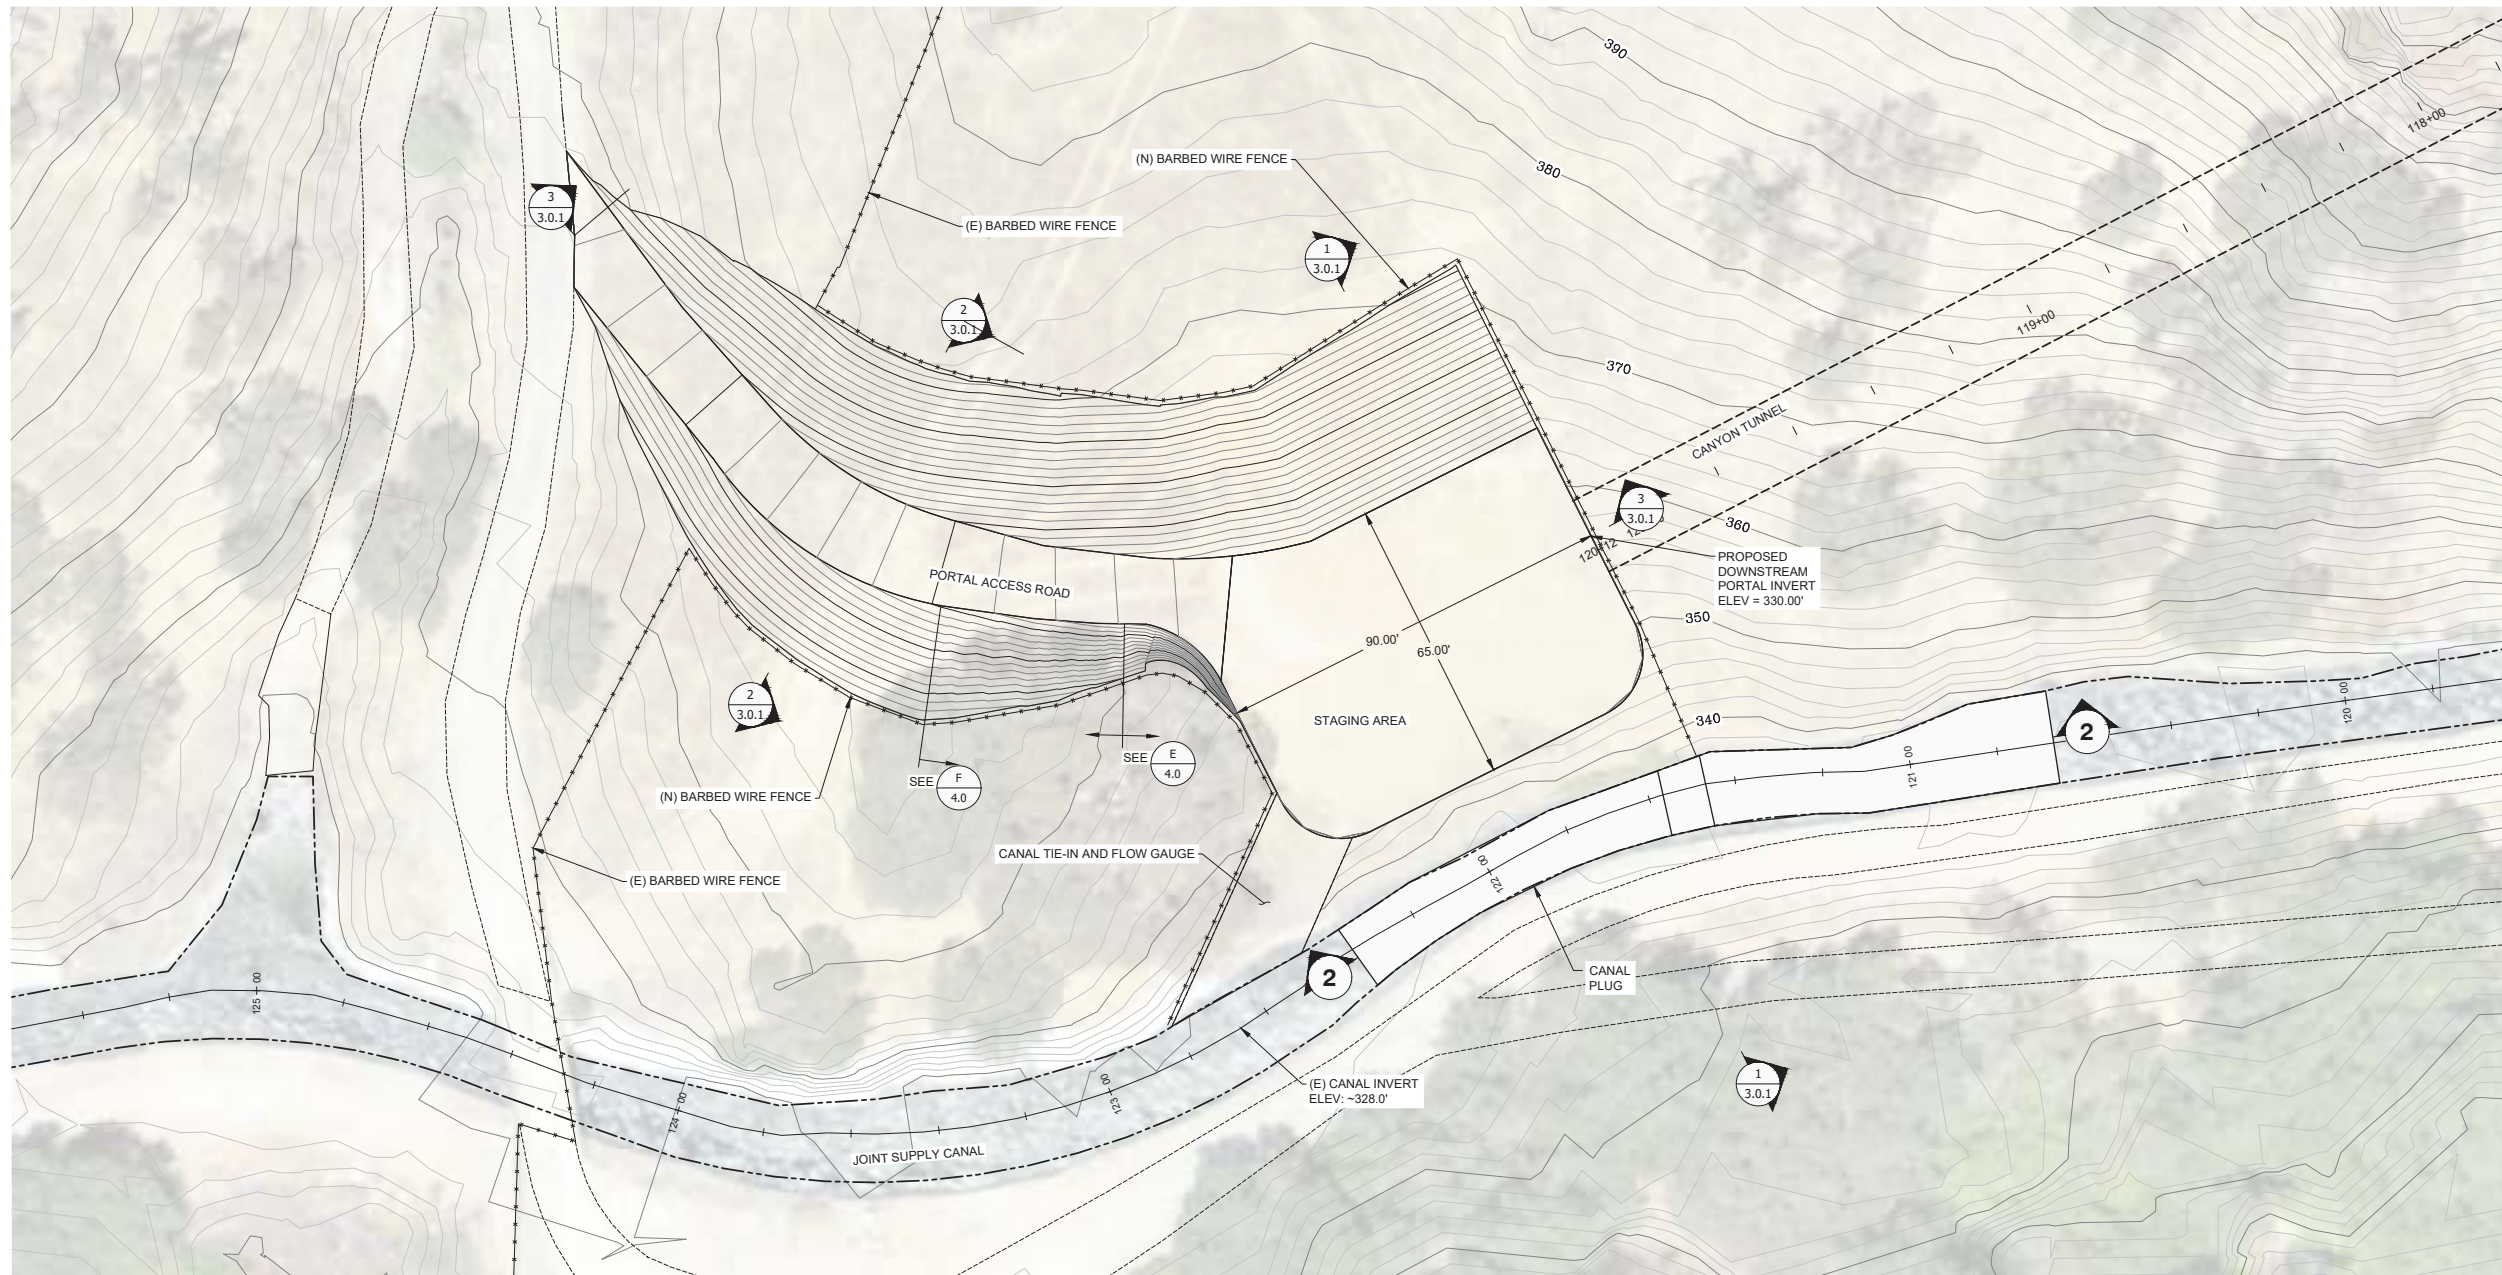 390
118+00
(N) BARBED WIRE FENCE
380
3
3.0.1
(E) BARBED WIRE FENCE
1
3.0.1
2
3.0.1
119+00
370
CANYON TUNNEL
3
3.0.1
360
120+12
PROPOSED
DOWNSTREAM
PORTAL INVERT
ELEV = 330.00'
PORTAL ACCESS ROAD
350
90.00'
65.00'
2
3.0.1
STAGING AREA
340
120+00
2
121+00
SEE
E
4.0
SEE
F
4.0
(N) BARBED WIRE FENCE
CANAL TIE-IN AND FLOW GAUGE
122+00
(E) BARBED WIRE FENCE
2
CANAL
PLUG
125+00
(E) CANAL INVERT
ELEV: ~328.0'
1
3.0.1
123+00
124+00
JOINT SUPPLY CANAL